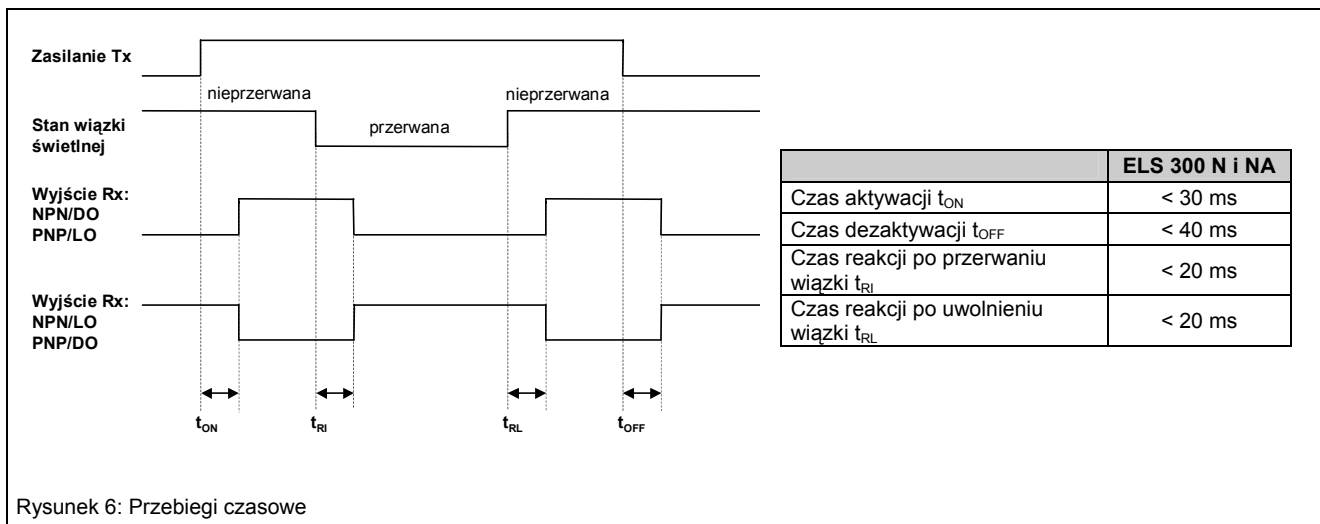 Zasilanie Tx
nieprzerwana
nieprzerwana
Stan wiązki
świetlnej
przerwana
Wyjście Rx:
NPN/DO
PNP/LO
Wyjście Rx:
NPN/LO
PNP/DO
tON
tRI
tRL
tOFF
ELS 300 N i NA
Czas aktywacji tON < 30 ms
Czas dezaktywacji tOFF < 40 ms
Czas reakcji po przerwaniu
wiązki tRI < 20 ms
Czas reakcji po uwolnieniu
wiązki tRL < 20 ms
Rysunek 6: Przebiegi czasowe